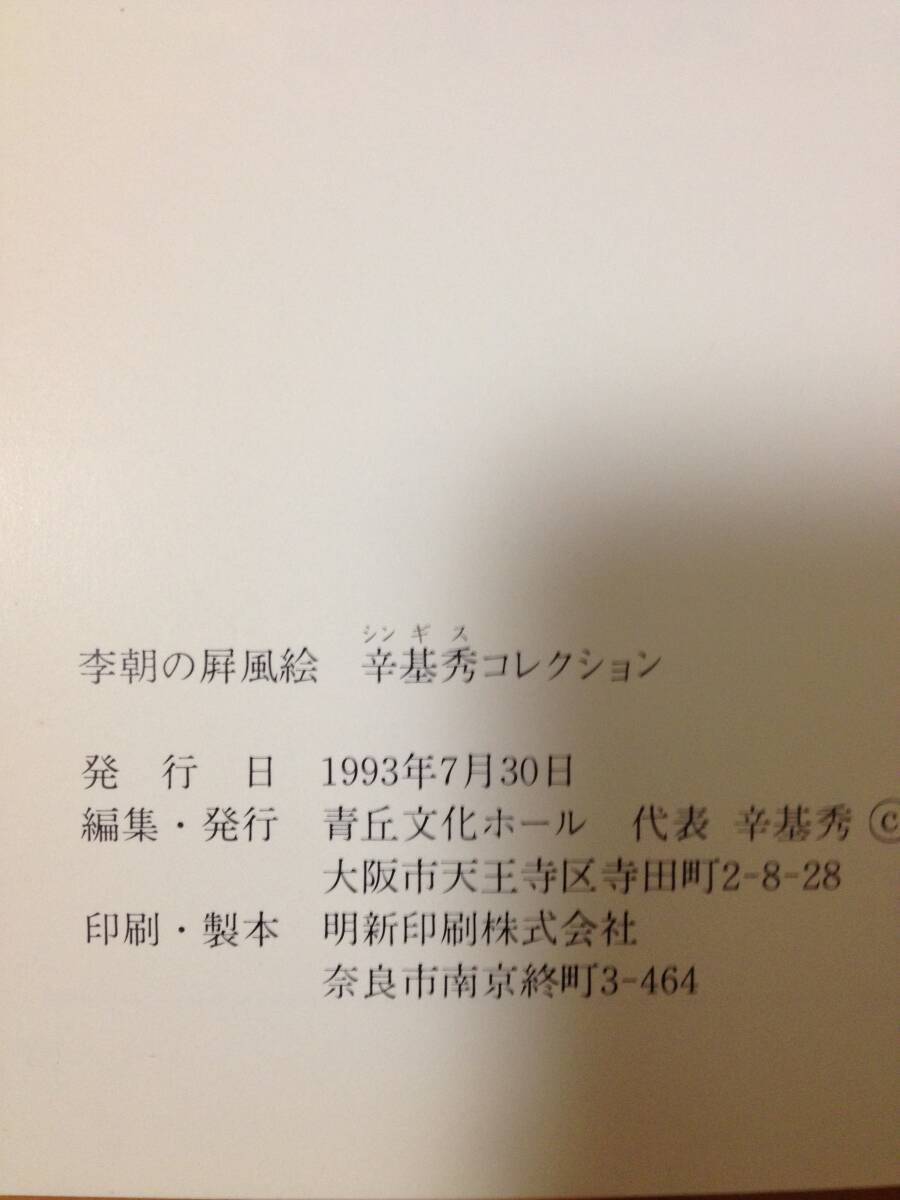 シンギス
李朝の屛風絵　辛基秀コレクション
発　行　日　1993年7月30日
編集・発行　青丘文化ホール　代表 辛基秀 ©
大阪市天王寺区寺田町2-8-28
印刷・製本　明新印刷株式会社
奈良市南京終町3-464